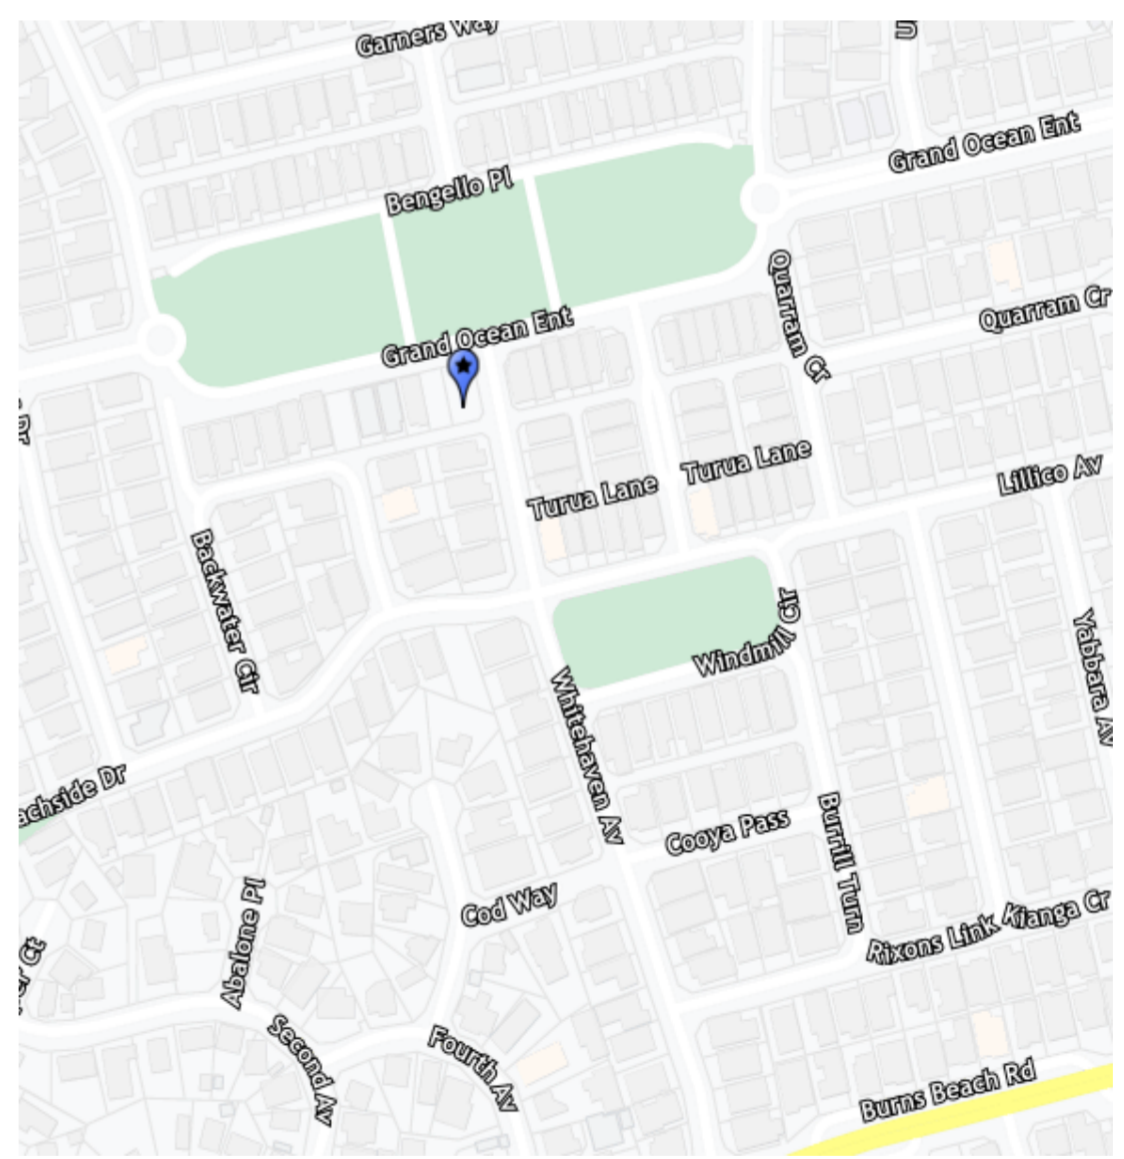 Garners Way
U
Grand Ocean Ent
Bengello Pl
Quarram Cr
Quarram Cr
Grand Ocean Ent
Dr
Turua Lane
Turua Lane
Lillico Av
Backwater Cir
Windmill Cir
Yabbara Av
Whitehaven Av
achside Dr
Cooya Pass
Burrill Turn
Cod Way
Abalone Pl
Rixons Link
Kianga Cr
Ct
Second Av
Fourth Av
Burns Beach Rd